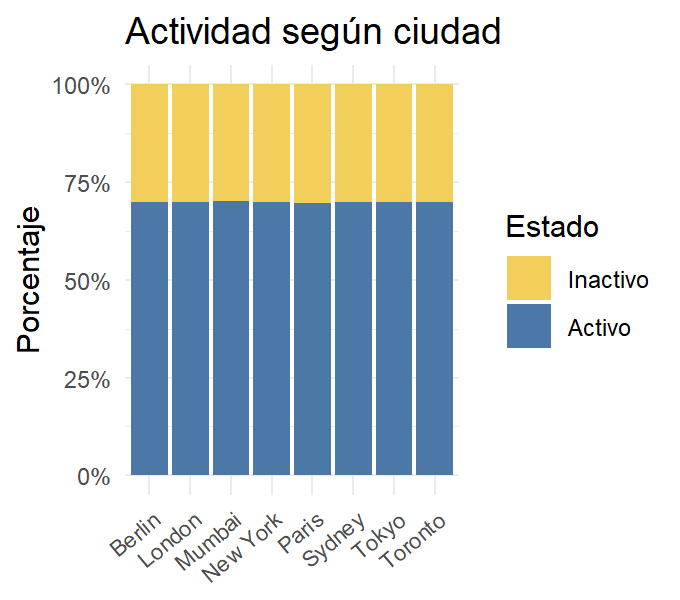 Actividad según ciudad
100%
75%
50%
25%
0%
Porcentaje
Berlin
London
Mumbai
New York
Paris
Sydney
Tokyo
Toronto
Estado
Inactivo
Activo